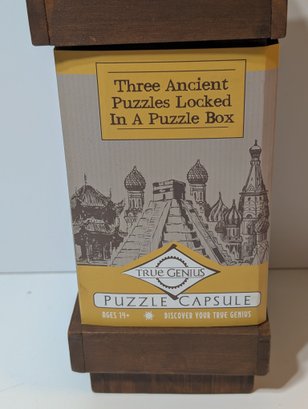 Three Ancient
Puzzles Locked
In A Puzzle Box
TRUE GENIUS
PUZZLE CAPSULE
AGES 14+ DISCOVER YOUR TRUE GENIUS